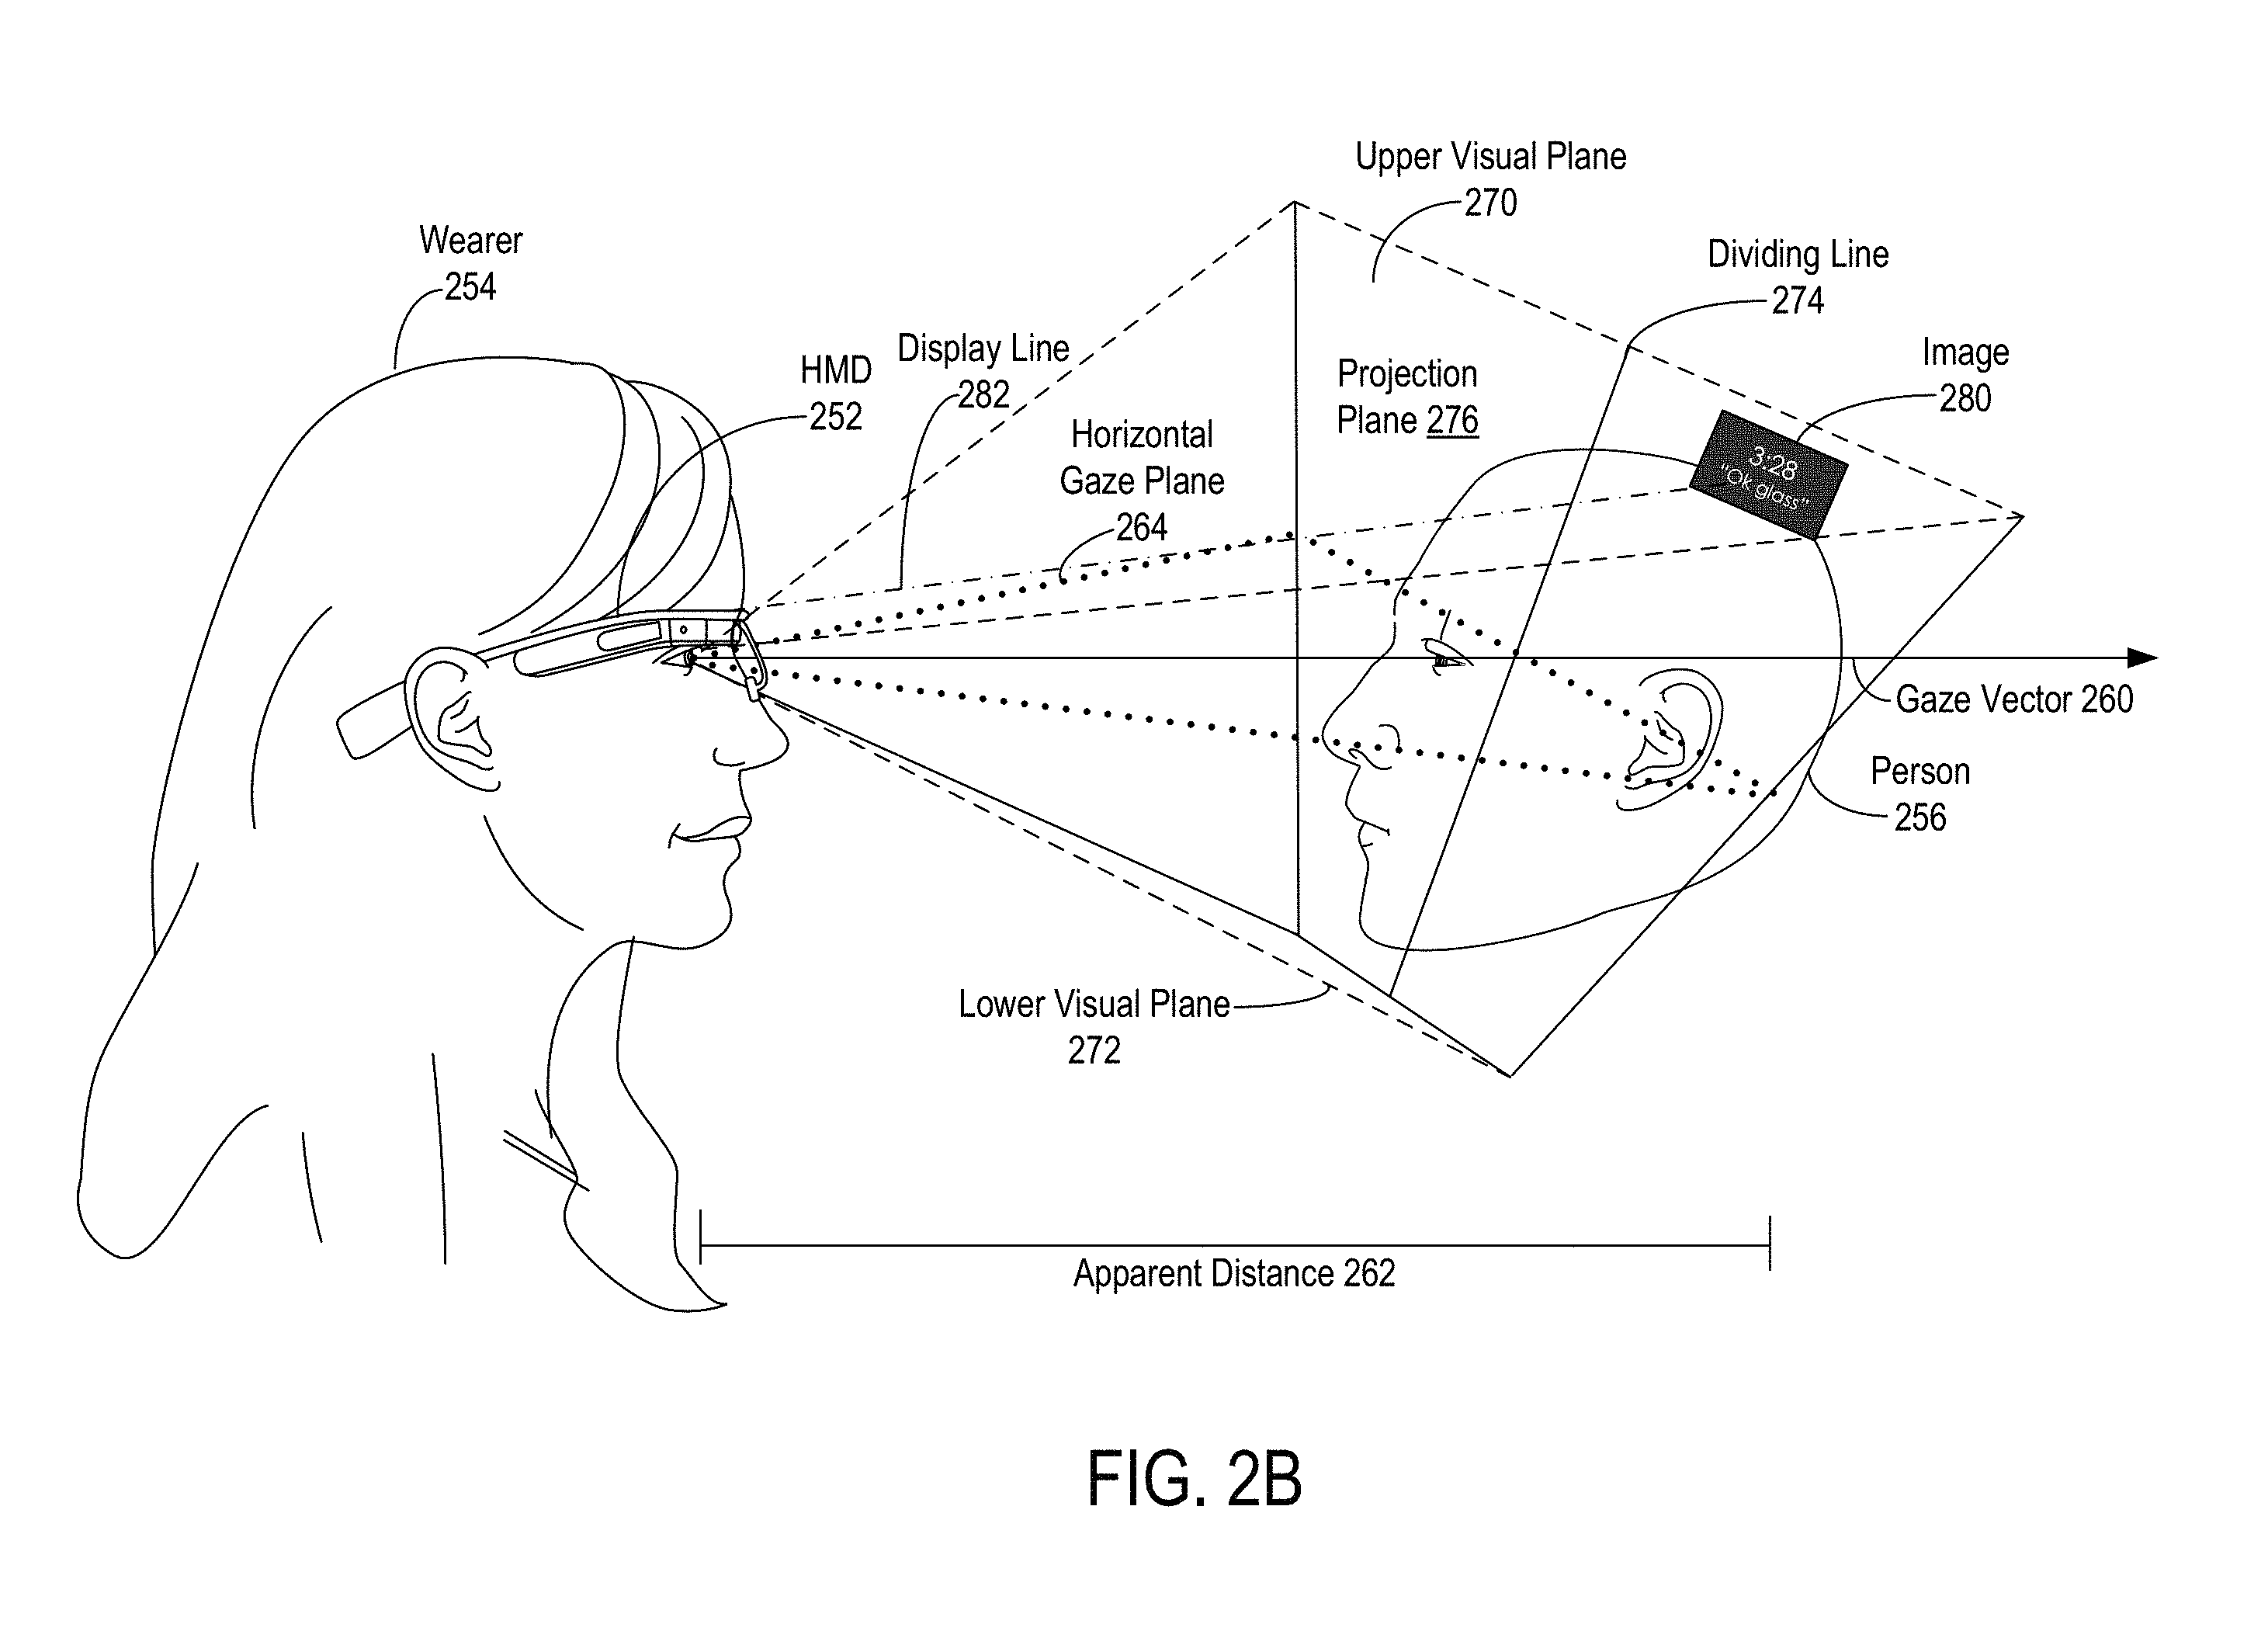 Upper Visual Plane
270
Wearer
254
Dividing Line
274
Display Line
282
HMD
252
Image
280
Projection
Plane 276
Horizontal
Gaze Plane
264
3:28
"Ok glass"
Gaze Vector 260
Person
256
Lower Visual Plane
272
Apparent Distance 262
FIG. 2B